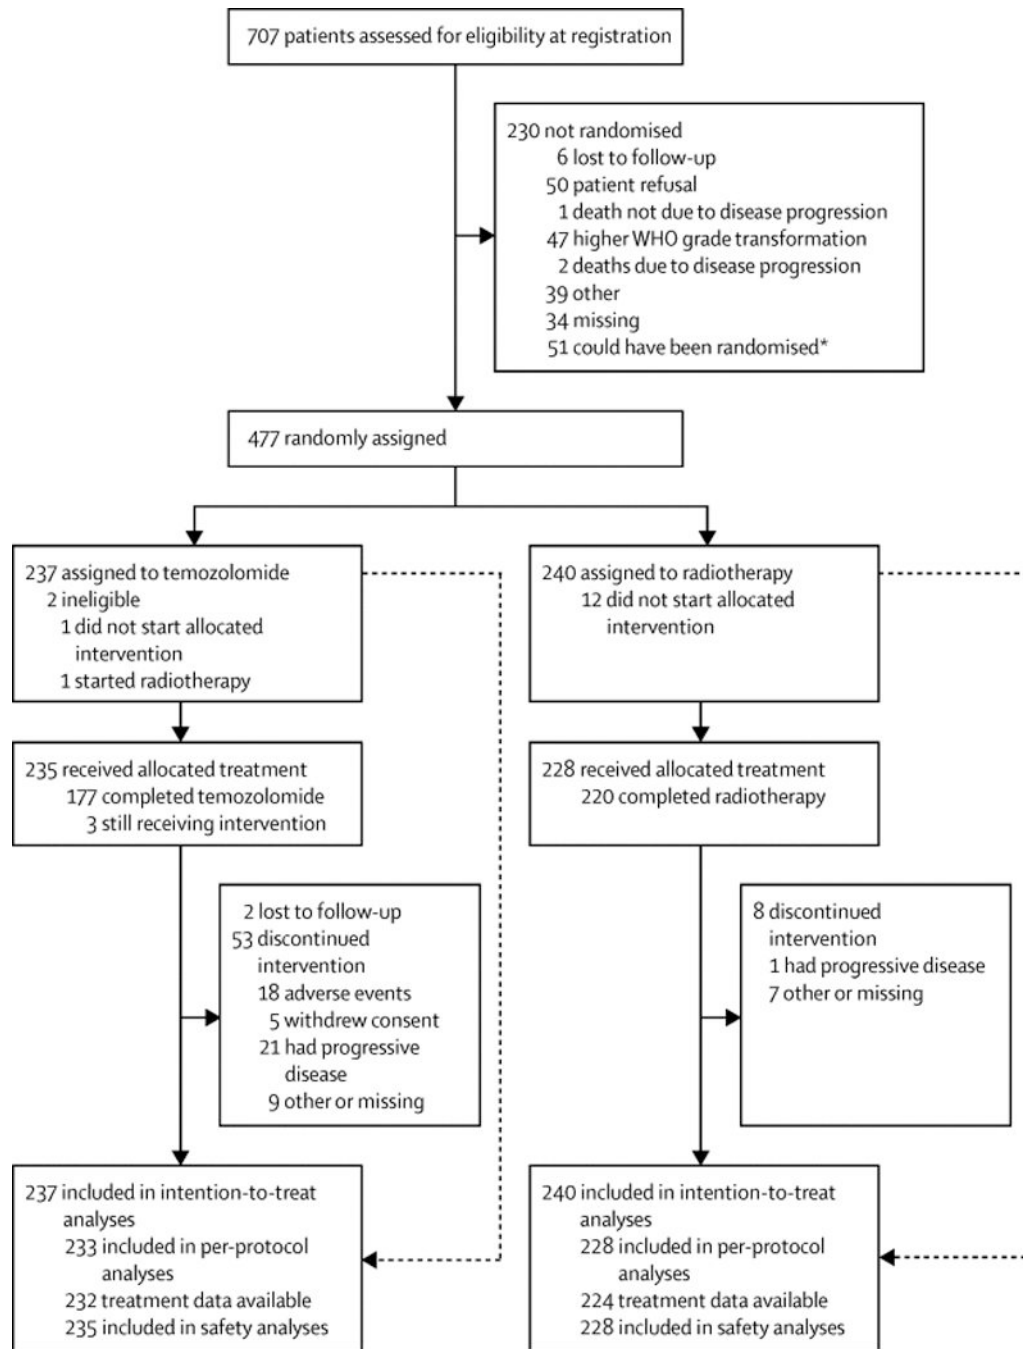 707 patients assessed for eligibility at registration
230 not randomised
6 lost to follow-up
50 patient refusal
1 death not due to disease progression
47 higher WHO grade transformation
2 deaths due to disease progression
39 other
34 missing
51 could have been randomised*
477 randomly assigned
237 assigned to temozolomide
2 ineligible
1 did not start allocated
intervention
1 started radiotherapy
240 assigned to radiotherapy
12 did not start allocated
intervention
235 received allocated treatment
177 completed temozolomide
3 still receiving intervention
228 received allocated treatment
220 completed radiotherapy
2 lost to follow-up
53 discontinued
intervention
18 adverse events
5 withdrew consent
21 had progressive
disease
9 other or missing
8 discontinued
intervention
1 had progressive disease
7 other or missing
237 included in intention-to-treat
analyses
233 included in per-protocol
analyses
232 treatment data available
235 included in safety analyses
240 included in intention-to-treat
analyses
228 included in per-protocol
analyses
224 treatment data available
228 included in safety analyses